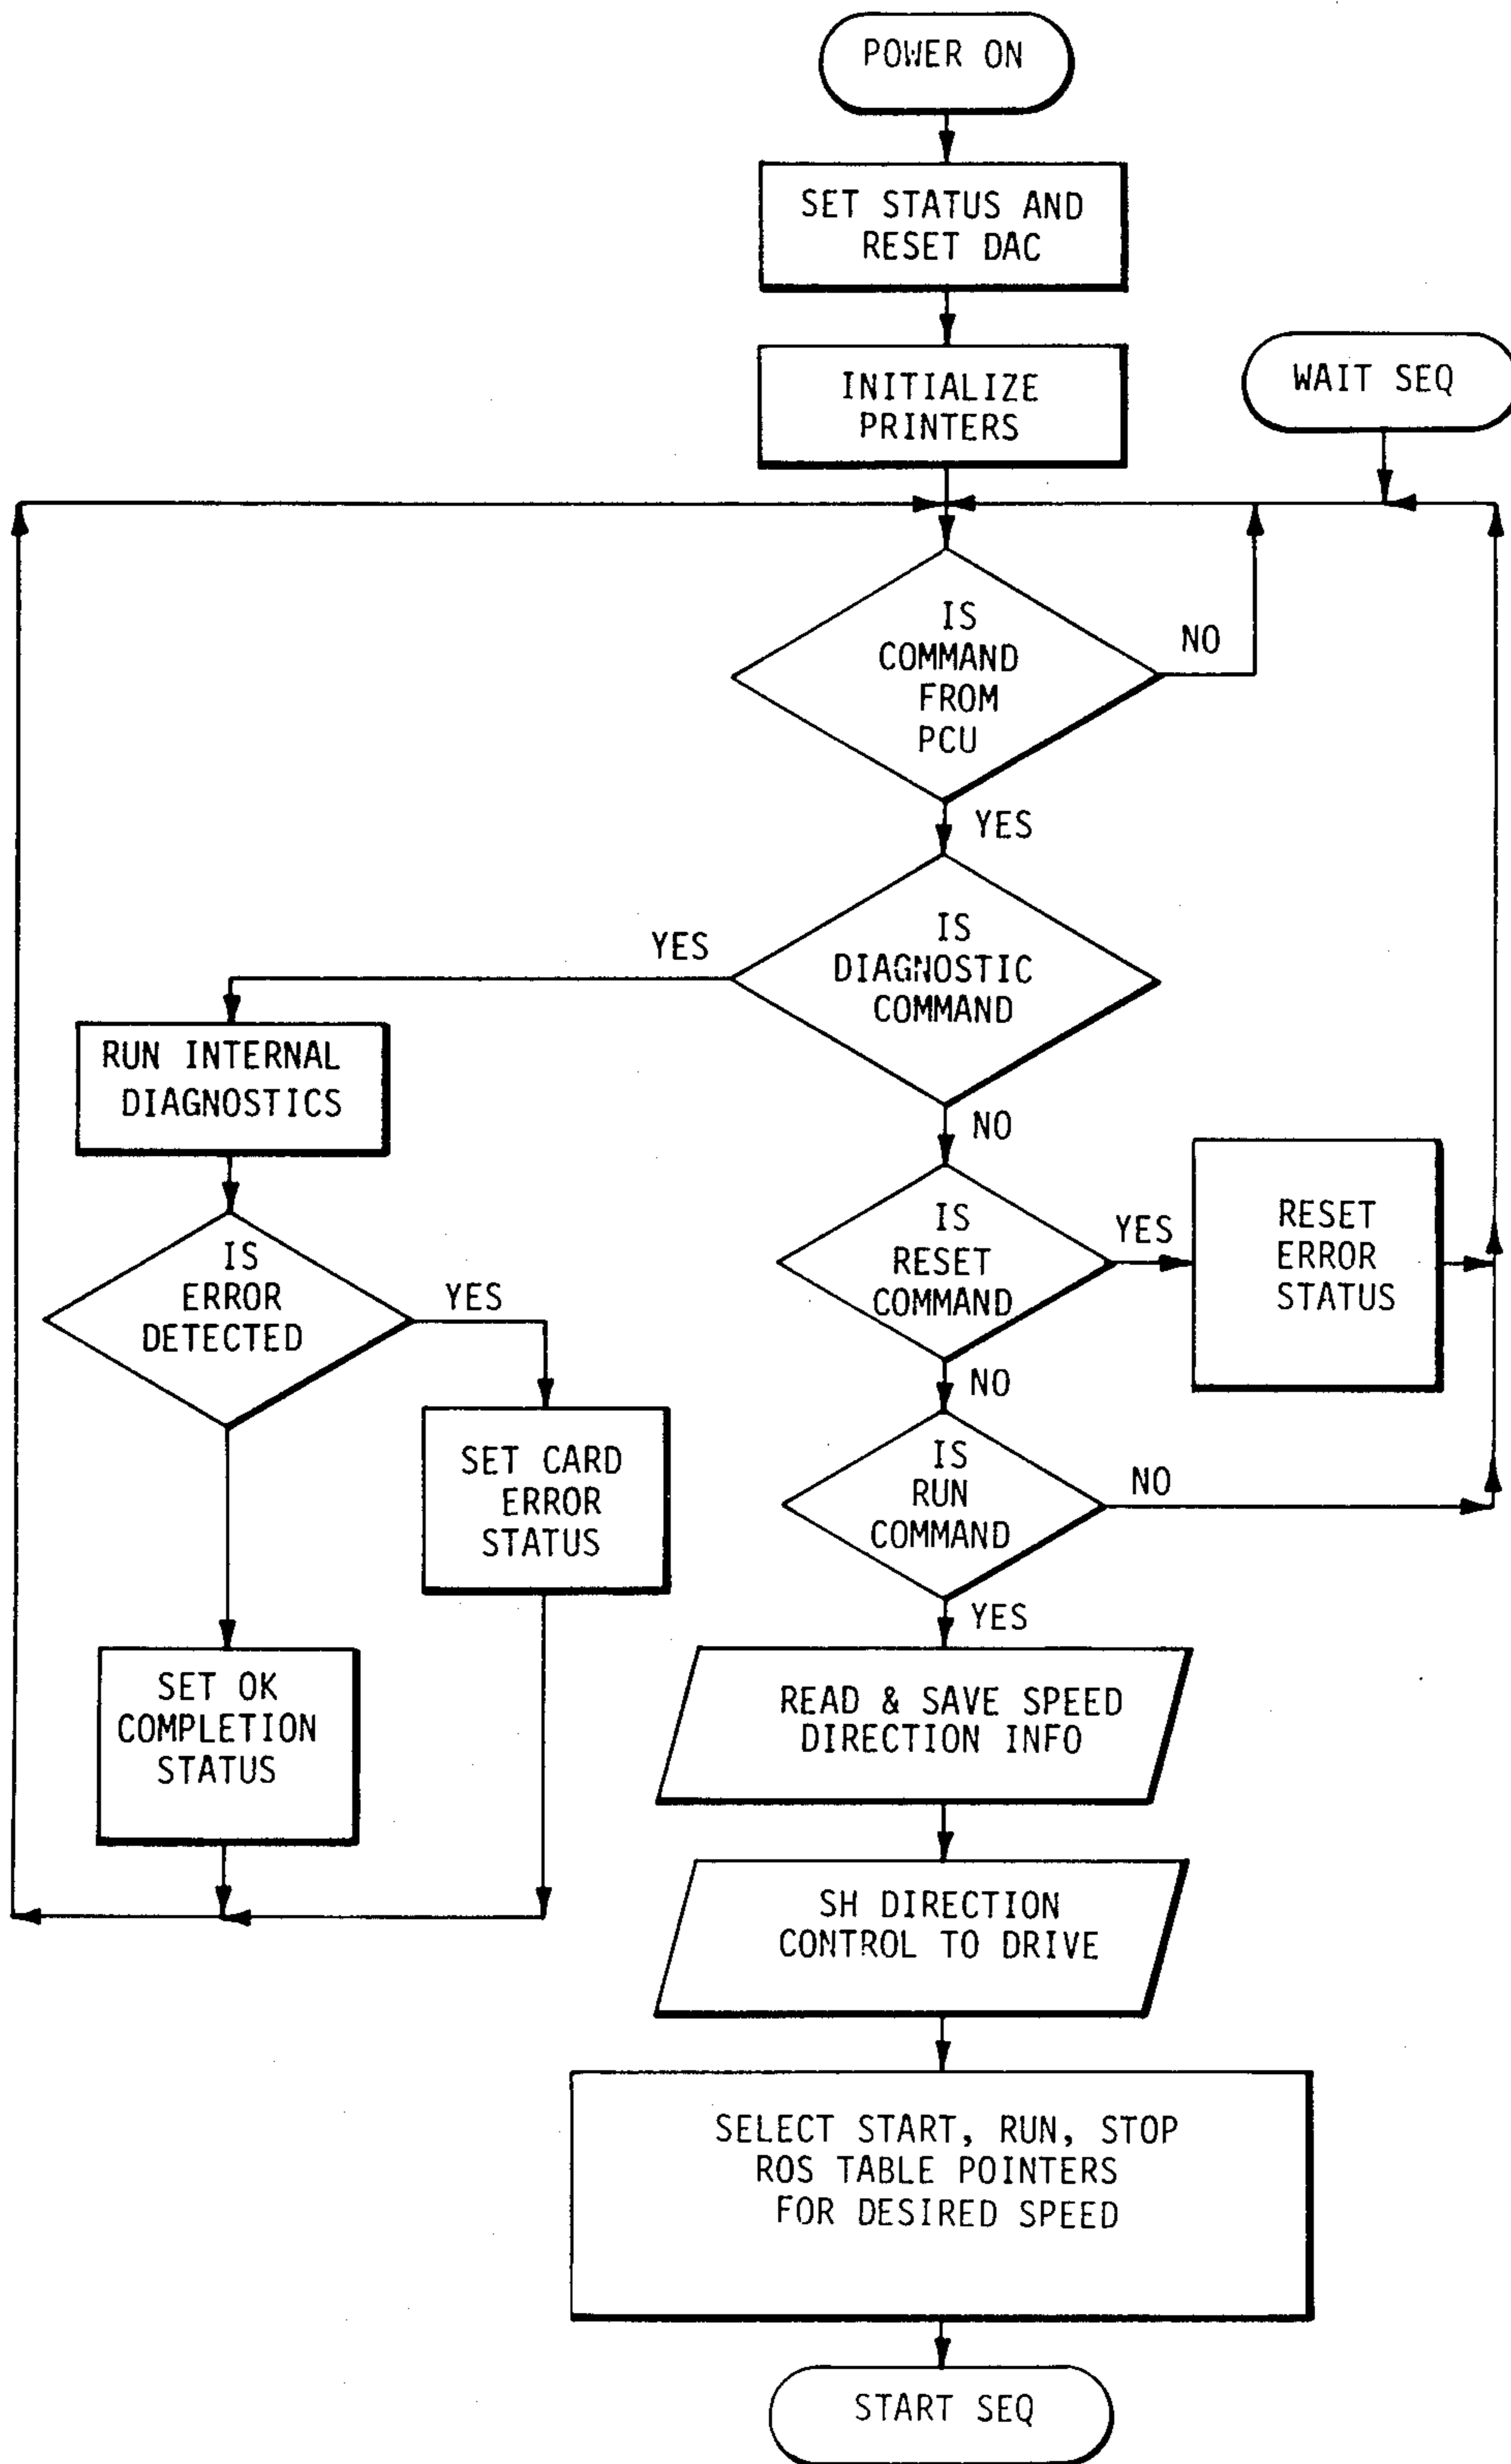 POWER ON
SET STATUS AND
RESET DAC
INITIALIZE
PRINTERS
WAIT SEQ
IS
COMMAND
FROM
PCU
NO
YES
IS
DIAGNOSTIC
COMMAND
YES
NO
RUN INTERNAL
DIAGNOSTICS
IS
ERROR
DETECTED
YES
SET CARD
ERROR
STATUS
SET OK
COMPLETION
STATUS
IS
RESET
COMMAND
YES
RESET
ERROR
STATUS
NO
IS
RUN
COMMAND
NO
YES
READ & SAVE SPEED
DIRECTION INFO
SH DIRECTION
CONTROL TO DRIVE
SELECT START, RUN, STOP
ROS TABLE POINTERS
FOR DESIRED SPEED
START SEQ